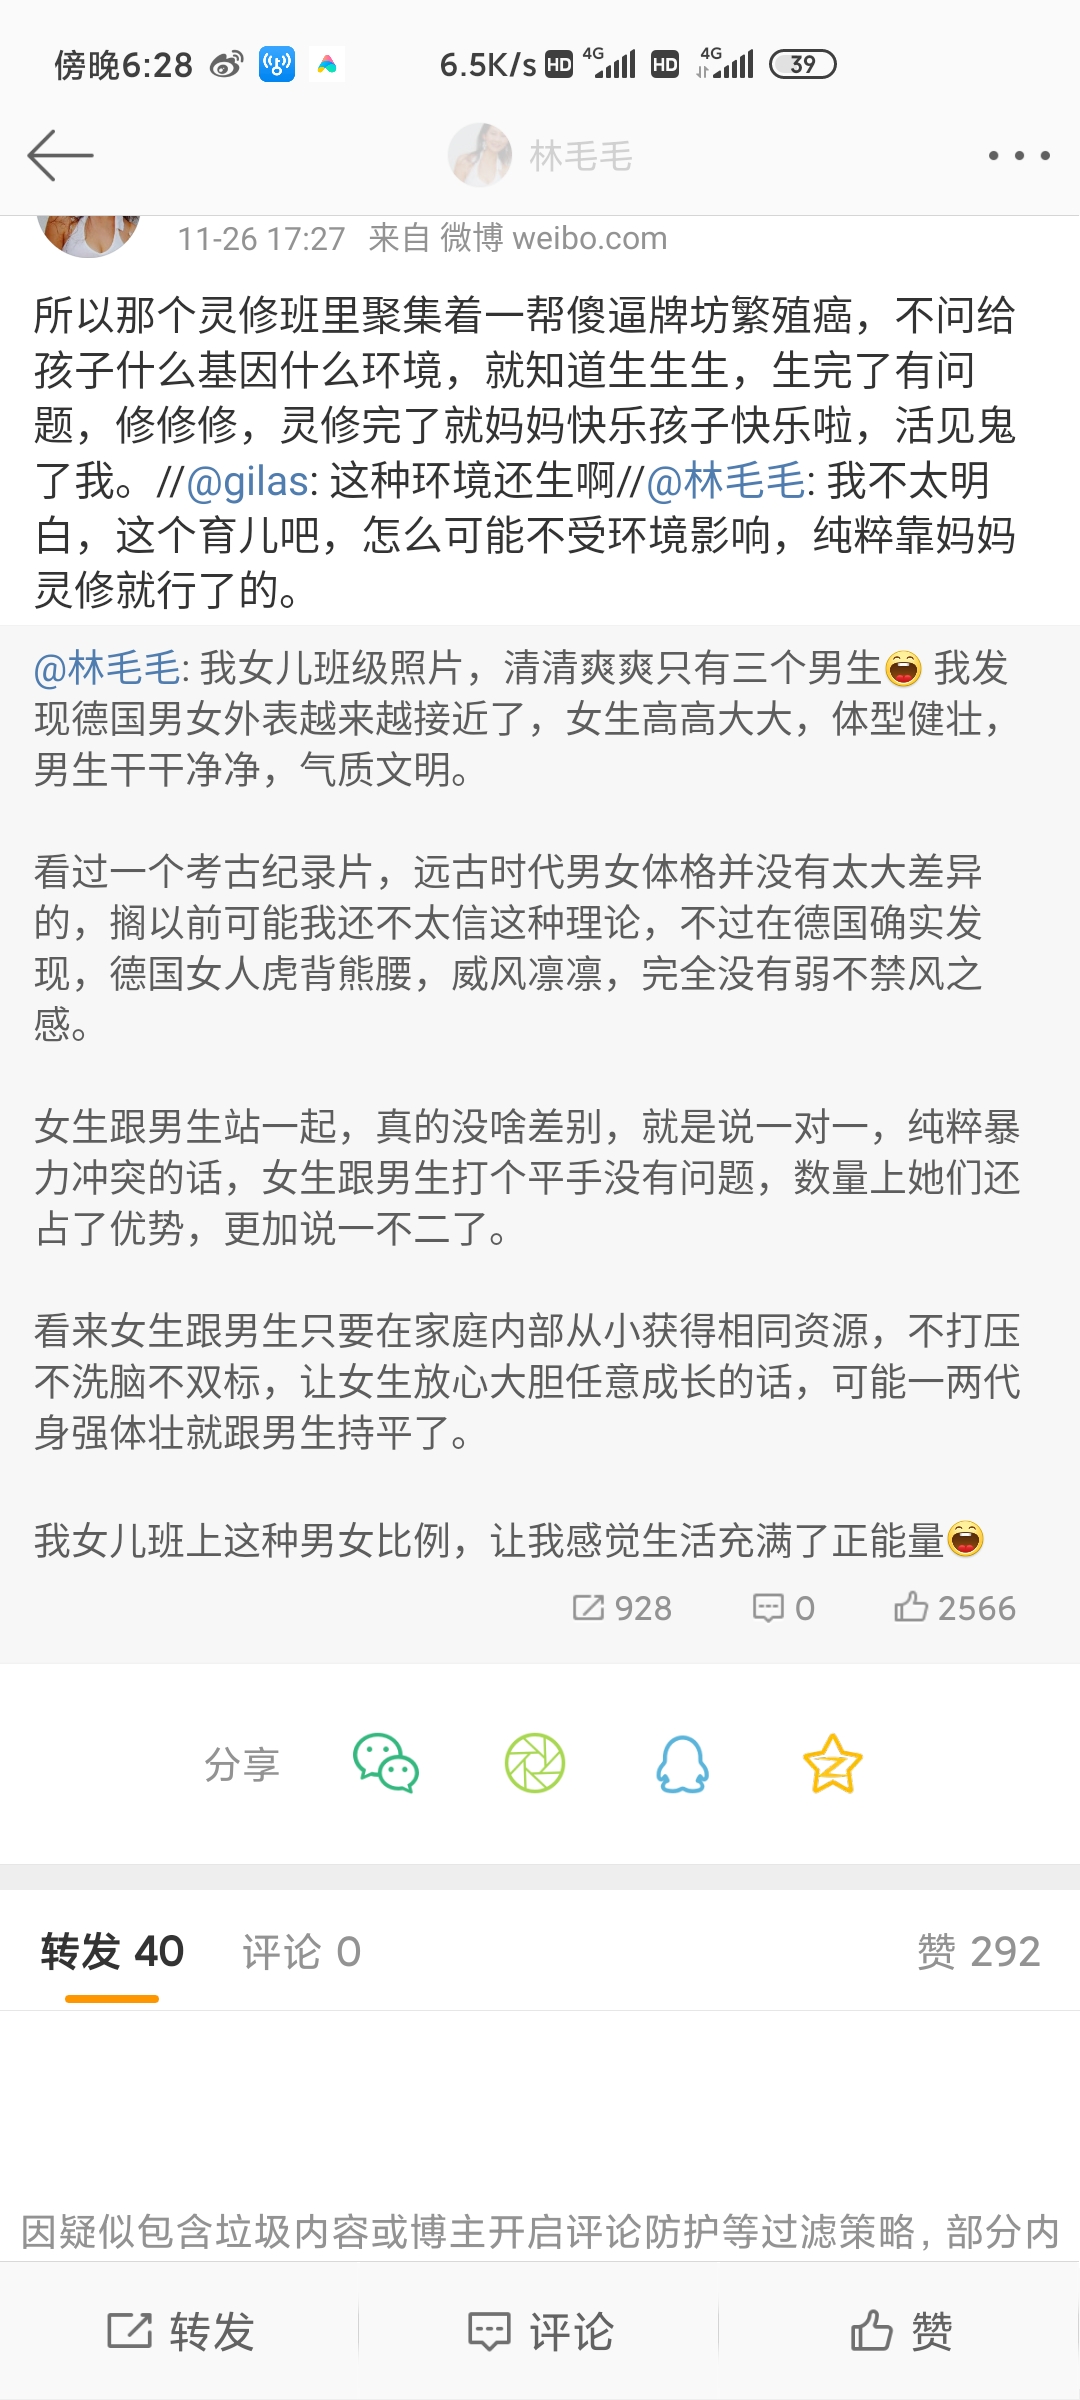 傍晚6:28 6.5K/s HD 4G HD 4G 39
林毛毛
11-26 17:27 来自 微博 weibo.com
所以那个灵修班里聚集着一帮傻逼牌坊繁殖癌，不问给
孩子什么基因什么环境，就知道生生生，生完了有问
题，修修修，灵修完了就妈妈快乐孩子快乐啦，活见鬼
了我。//@gilas: 这种环境还生啊//@林毛毛: 我不太明
白，这个育儿吧，怎么可能不受环境影响，纯粹靠妈妈
灵修就行了的。
@林毛毛: 我女儿班级照片，清清爽爽只有三个男生😄 我发
现德国男女外表越来越接近了，女生高高大大，体型健壮，
男生干干净净，气质文明。
看过一个考古纪录片，远古时代男女体格并没有太大差异
的，搁以前可能我还不太信这种理论，不过在德国确实发
现，德国女人虎背熊腰，威风凛凛，完全没有弱不禁风之
感。
女生跟男生站一起，真的没啥差别，就是说一对一，纯粹暴
力冲突的话，女生跟男生打个平手没有问题，数量上她们还
占了优势，更加说一不二了。
看来女生跟男生只要在家庭内部从小获得相同资源，不打压
不洗脑不双标，让女生放心大胆任意成长的话，可能一两代
身强体壮就跟男生持平了。
我女儿班上这种男女比例，让我感觉生活充满了正能量😄
928 0 2566
分享
转发 40 评论 0 赞 292
因疑似包含垃圾内容或博主开启评论防护等过滤策略，部分内
转发 评论 赞